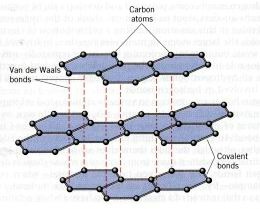 Carbon
atoms
Van der Waals
bonds
Covalent
bonds